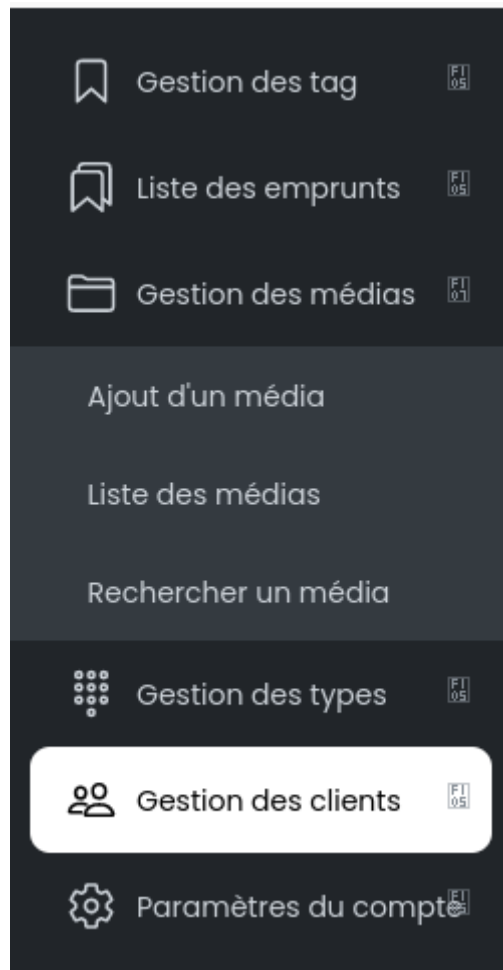 Gestion des tag
Liste des emprunts
Gestion des médias
Ajout d'un média
Liste des médias
Rechercher un média
Gestion des types
Gestion des clients
Paramètres du compte